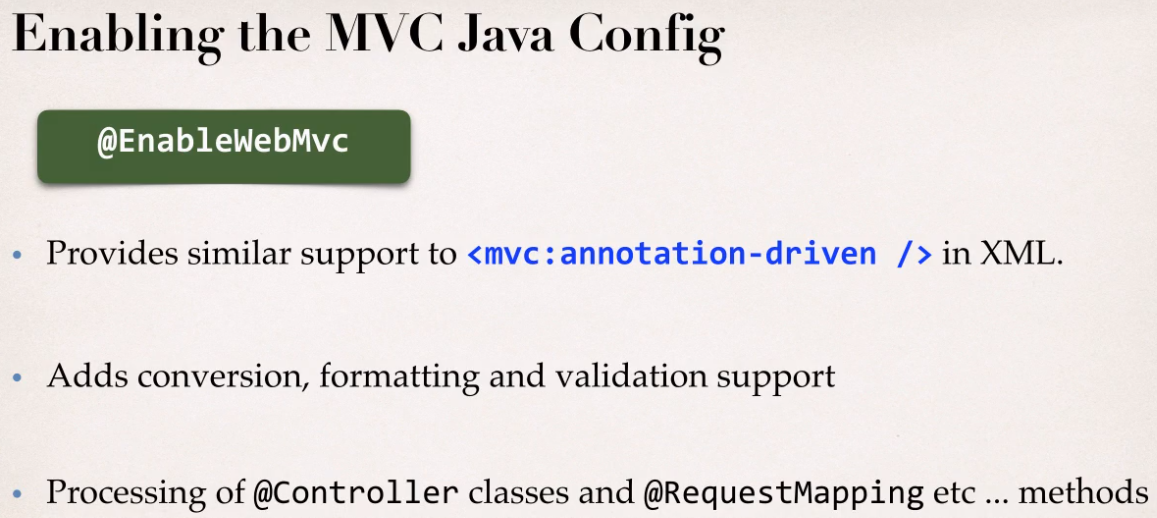 Enabling the MVC Java Config
@EnableWebMvc
• Provides similar support to <mvc:annotation-driven /> in XML.
• Adds conversion, formatting and validation support
• Processing of @Controller classes and @RequestMapping etc ... methods